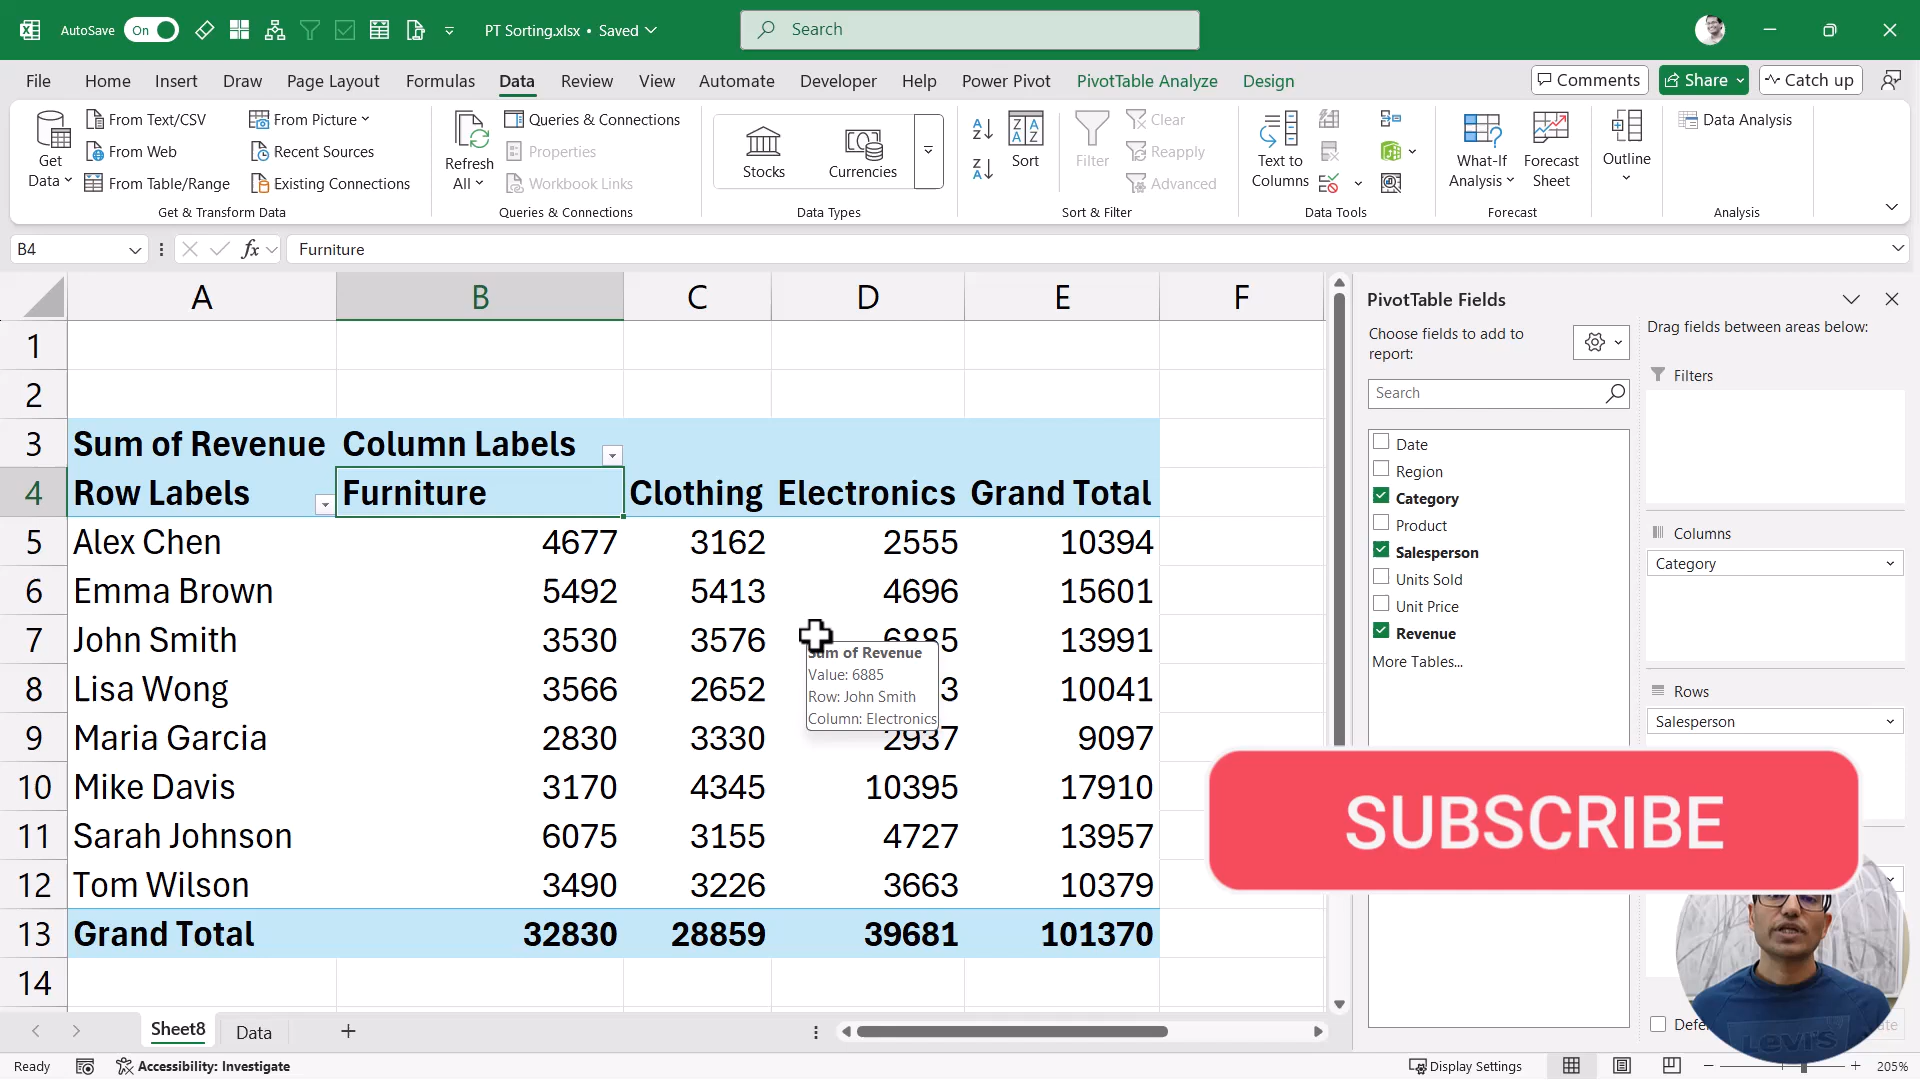 AutoSave On PT Sorting.xlsx • Saved Search
File Home Insert Draw Page Layout Formulas Data Review View Automate Developer Help Power Pivot PivotTable Analyze Design Comments Share Catch up
Get Data
From Text/CSV
From Web
From Table/Range
From Picture
Recent Sources
Existing Connections
Get & Transform Data
Refresh All
Queries & Connections
Properties
Workbook Links
Queries & Connections
Stocks Currencies
Data Types
Sort Filter
Clear
Reapply
Advanced
Sort & Filter
Text to Columns
Data Tools
What-If Analysis
Forecast Sheet
Forecast
Outline
Data Analysis
Analysis
B4 fx Furniture
A B C D E F
1
2
3 Sum of Revenue Column Labels
4 Row Labels Furniture Clothing Electronics Grand Total
5 Alex Chen 4677 3162 2555 10394
6 Emma Brown 5492 5413 4696 15601
7 John Smith 3530 3576 6885 13991
8 Lisa Wong 3566 2652 3 10041
9 Maria Garcia 2830 3330 2937 9097
10 Mike Davis 3170 4345 10395 17910
11 Sarah Johnson 6075 3155 4727 13957
12 Tom Wilson 3490 3226 3663 10379
13 Grand Total 32830 28859 39681 101370
14
Sum of Revenue
Value: 6885
Row: John Smith
Column: Electronics
PivotTable Fields
Choose fields to add to
report:
Search
Date
Region
Category
Product
Salesperson
Units Sold
Unit Price
Revenue
More Tables...
Drag fields between areas below:
Filters
Columns
Category
Rows
Salesperson
SUBSCRIBE
LEVI'S
Sheet8 Data
Ready Accessibility: Investigate Display Settings 205%